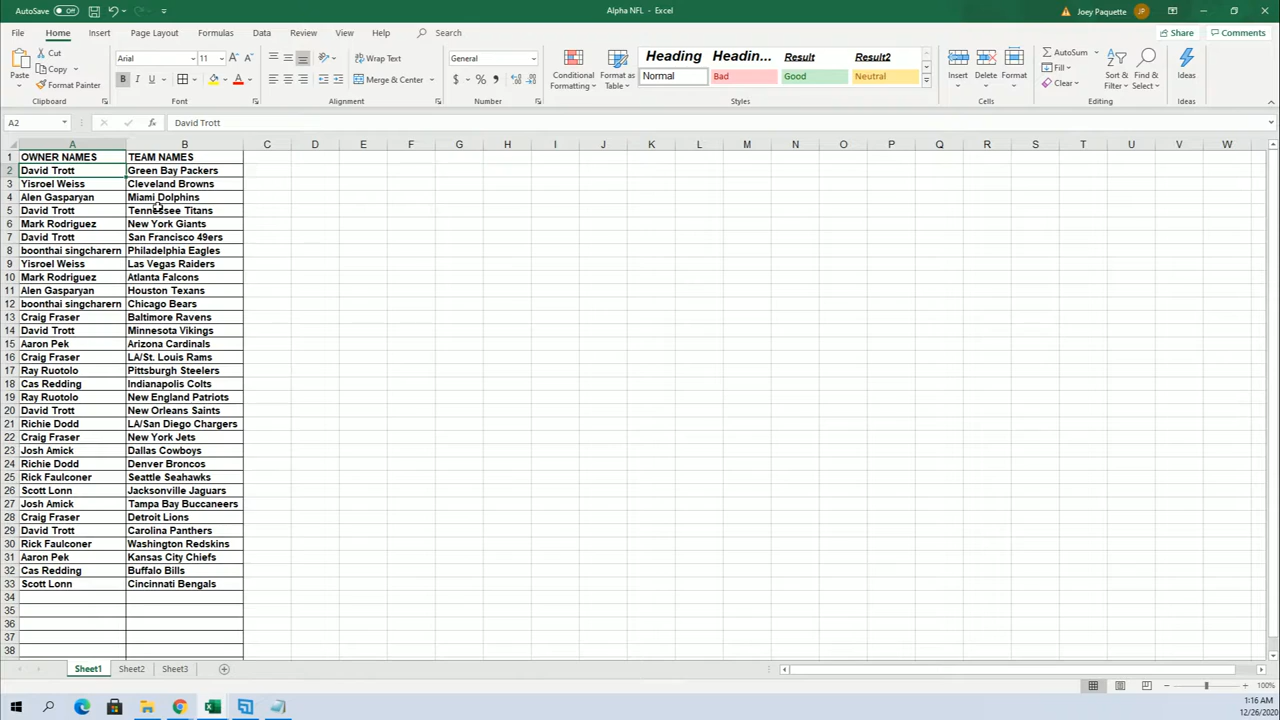 AutoSave Off Alpha NFL - Excel Joey Paquette JP
File Home Insert Page Layout Formulas Data Review View Help Search Share Comments
Paste Cut Copy Format Painter Clipboard
Arial 11 A A B I U A Font
Wrap Text Merge & Center Alignment
General $ % , Number
Conditional Formatting Format as Table
Heading Headin... Result Result2
Normal Bad Good Neutral
Styles
Insert Delete Format Cells
AutoSum Fill Clear Sort & Filter Find & Select Editing
Ideas Ideas
A2 fx David Trott
A B C D E F G H I J K L M N O P Q R S T U V W
1 OWNER NAMES TEAM NAMES
2 David Trott Green Bay Packers
3 Yisroel Weiss Cleveland Browns
4 Alen Gasparyan Miami Dolphins
5 David Trott Tennessee Titans
6 Mark Rodriguez New York Giants
7 David Trott San Francisco 49ers
8 boonthai singcharern Philadelphia Eagles
9 Yisroel Weiss Las Vegas Raiders
10 Mark Rodriguez Atlanta Falcons
11 Alen Gasparyan Houston Texans
12 boonthai singcharern Chicago Bears
13 Craig Fraser Baltimore Ravens
14 David Trott Minnesota Vikings
15 Aaron Pek Arizona Cardinals
16 Craig Fraser LA/St. Louis Rams
17 Ray Ruotolo Pittsburgh Steelers
18 Cas Redding Indianapolis Colts
19 Ray Ruotolo New England Patriots
20 David Trott New Orleans Saints
21 Richie Dodd LA/San Diego Chargers
22 Craig Fraser New York Jets
23 Josh Amick Dallas Cowboys
24 Richie Dodd Denver Broncos
25 Rick Faulconer Seattle Seahawks
26 Scott Lonn Jacksonville Jaguars
27 Josh Amick Tampa Bay Buccaneers
28 Craig Fraser Detroit Lions
29 David Trott Carolina Panthers
30 Rick Faulconer Washington Redskins
31 Aaron Pek Kansas City Chiefs
32 Cas Redding Buffalo Bills
33 Scott Lonn Cincinnati Bengals
34
35
36
37
38
Sheet1 Sheet2 Sheet3
100%
1:16 AM
12/26/2020